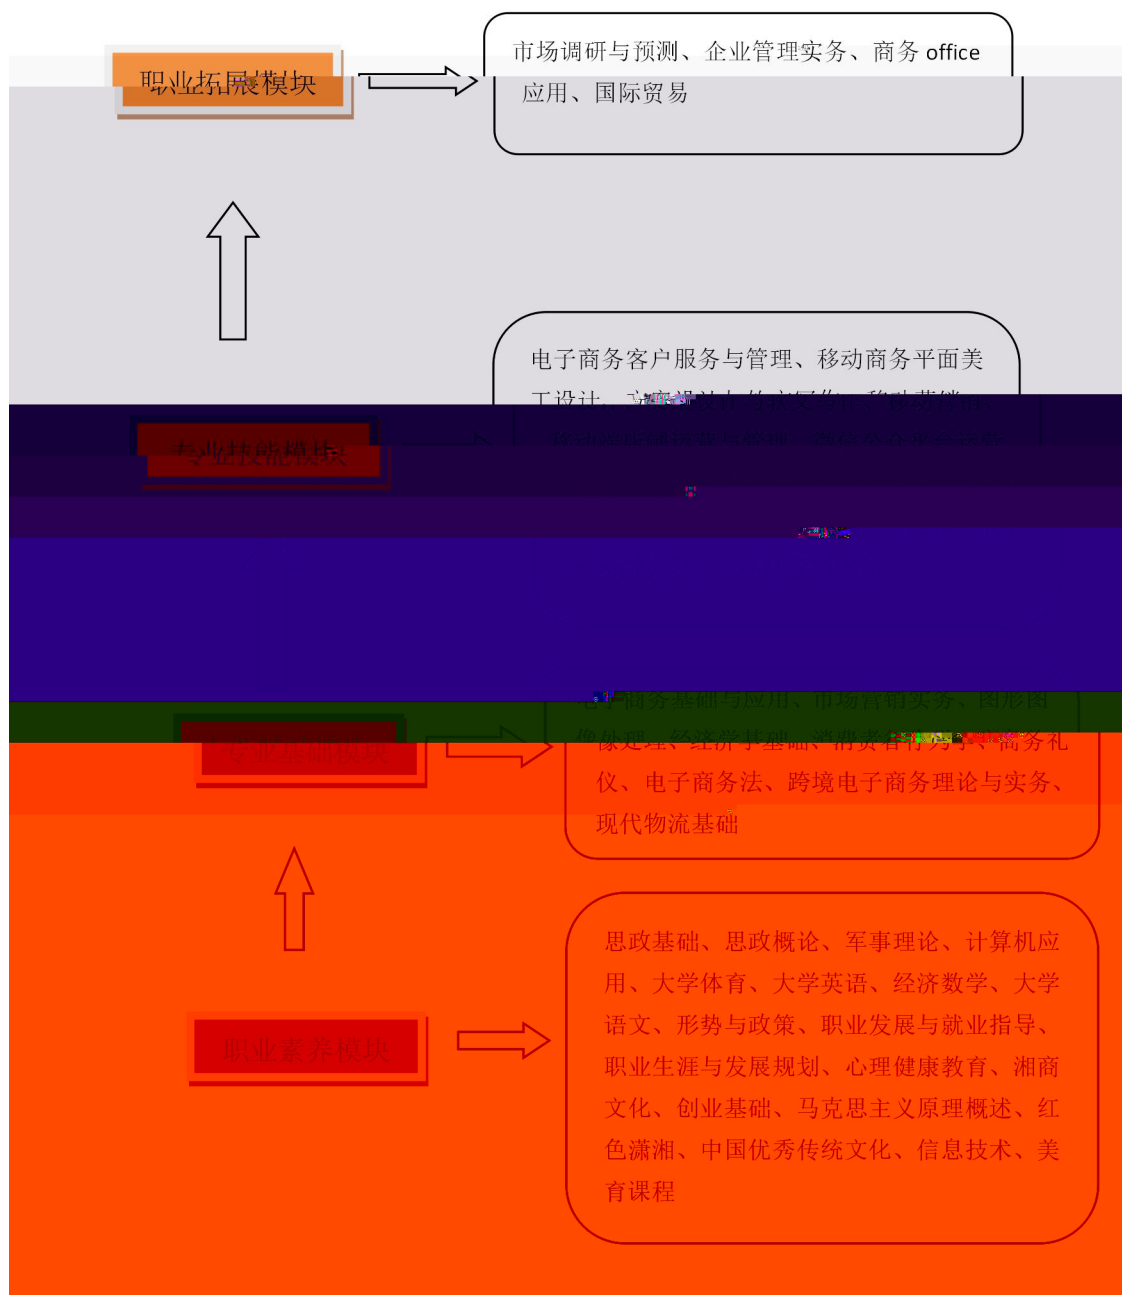 职业拓展模块
市场调研与预测、企业管理实务、商务 office
应用、国际贸易
电子商务客户服务与管理、移动商务平面美
工设计、
专业技能模块
电子商务基础与应用、市场营销实务、图形图
专业基础模块
像处理、经济学基础、消费者行为学、商务礼
仪、电子商务法、跨境电子商务理论与实务、
现代物流基础
职业素养模块
思政基础、思政概论、军事理论、计算机应
用、大学体育、大学英语、经济数学、大学
语文、形势与政策、职业发展与就业指导、
职业生涯与发展规划、心理健康教育、湘商
文化、创业基础、马克思主义原理概述、红
色潇湘、中国优秀传统文化、信息技术、美
育课程